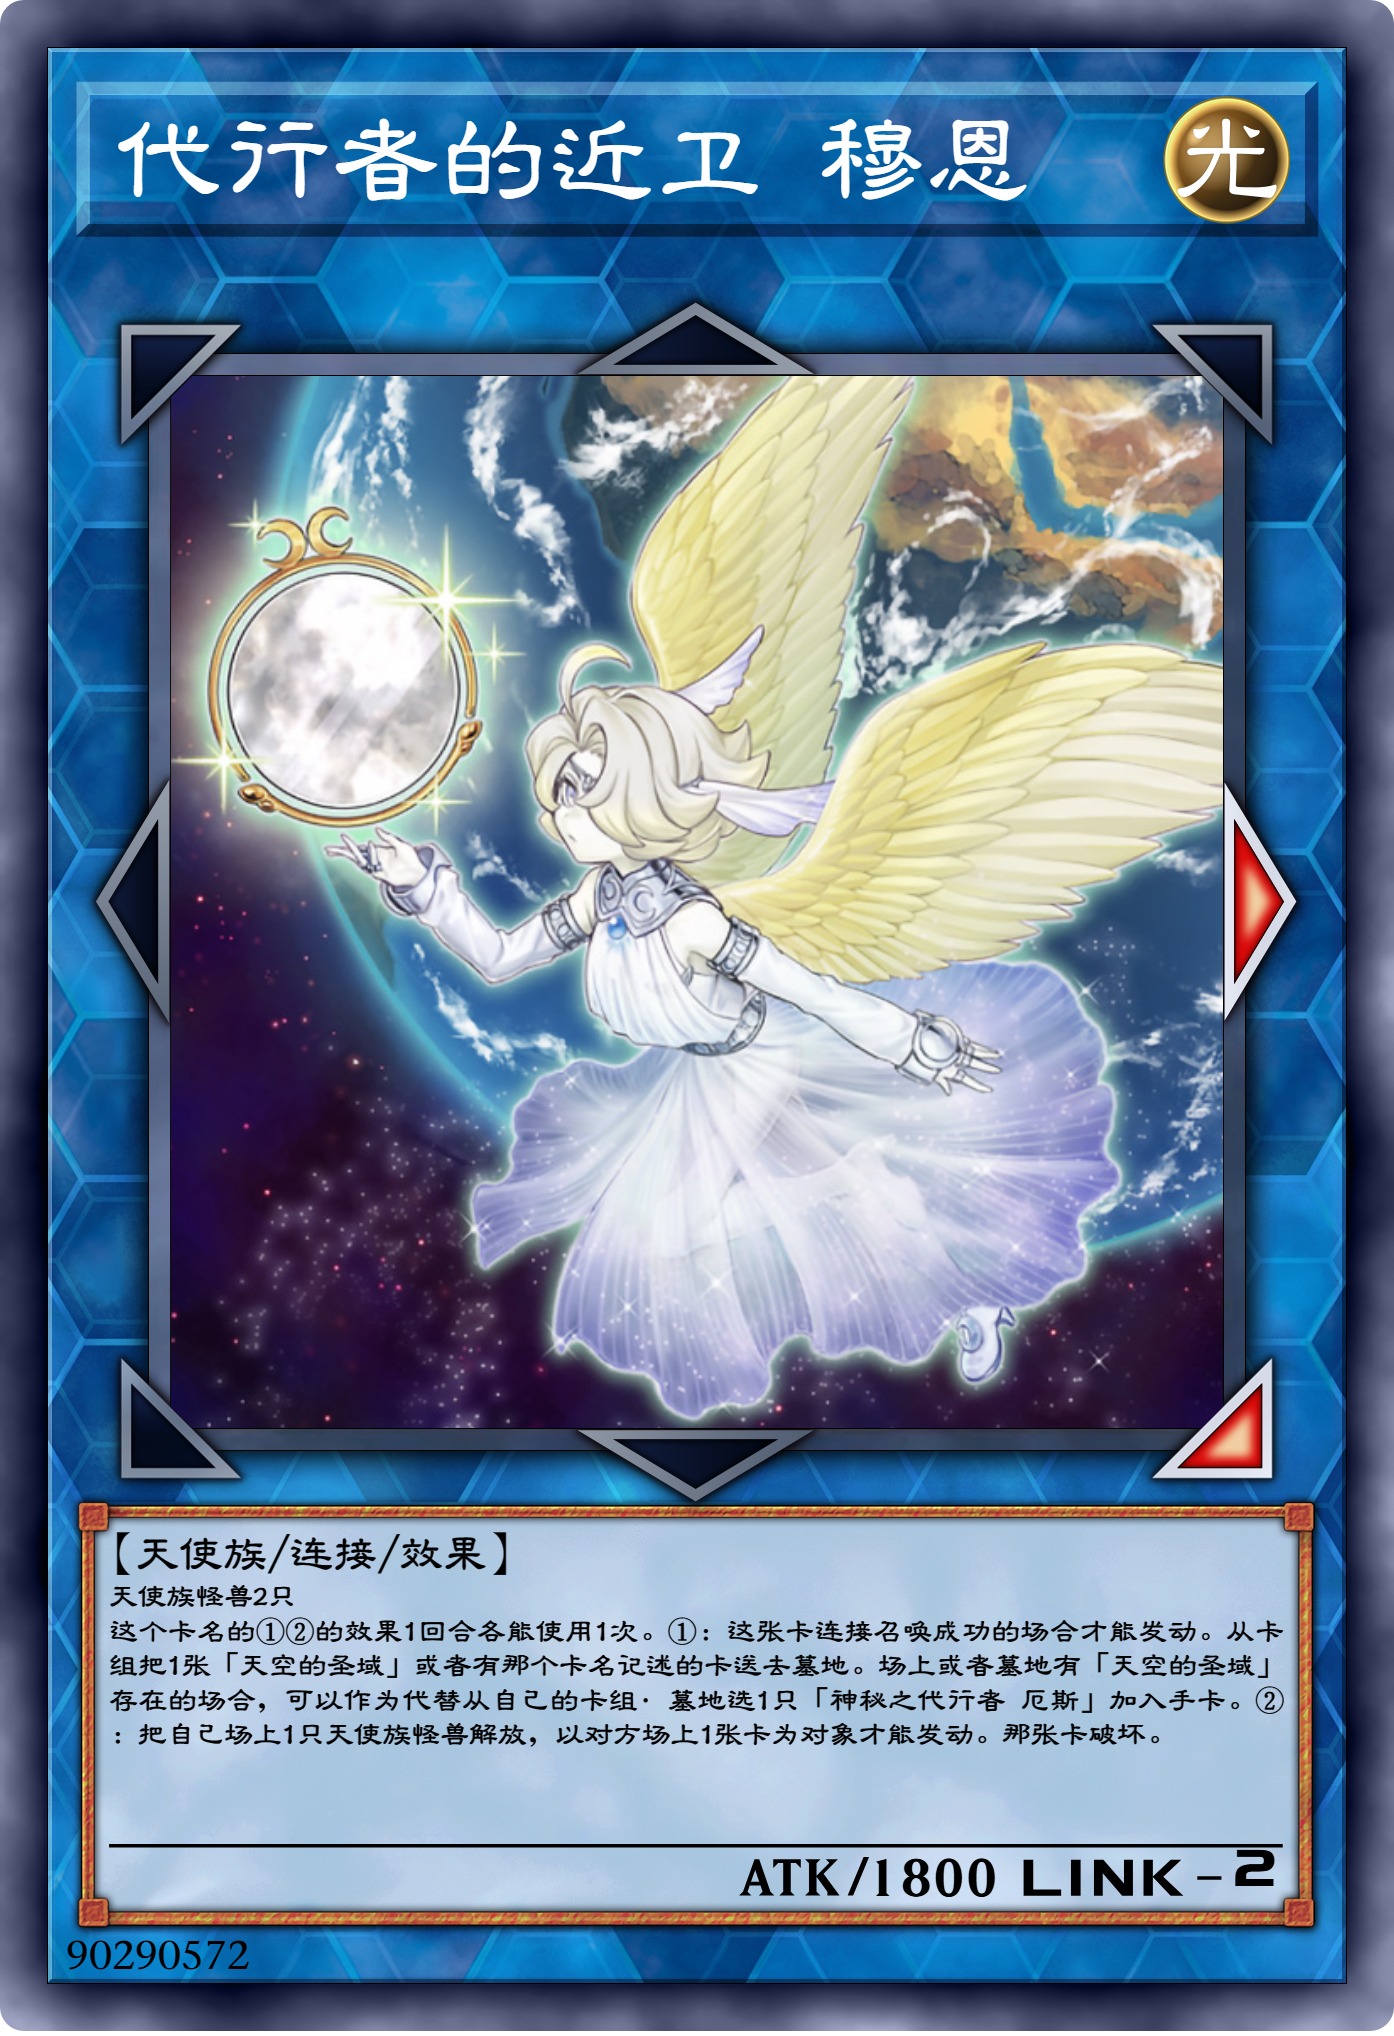 代行者的近卫 穆恩
光
【天使族/连接/效果】
天使族怪兽2只
这个卡名的①②的效果1回合各能使用1次。①：这张卡连接召唤成功的场合才能发动。从卡
组把1张「天空的圣域」或者有那个卡名记述的卡送去墓地。场上或者墓地有「天空的圣域」
存在的场合，可以作为代替从自己的卡组·墓地选1只「神秘之代行者 厄斯」加入手卡。②
：把自己场上1只天使族怪兽解放，以对方场上1张卡为对象才能发动。那张卡破坏。
ATK/1800 LINK-2
90290572